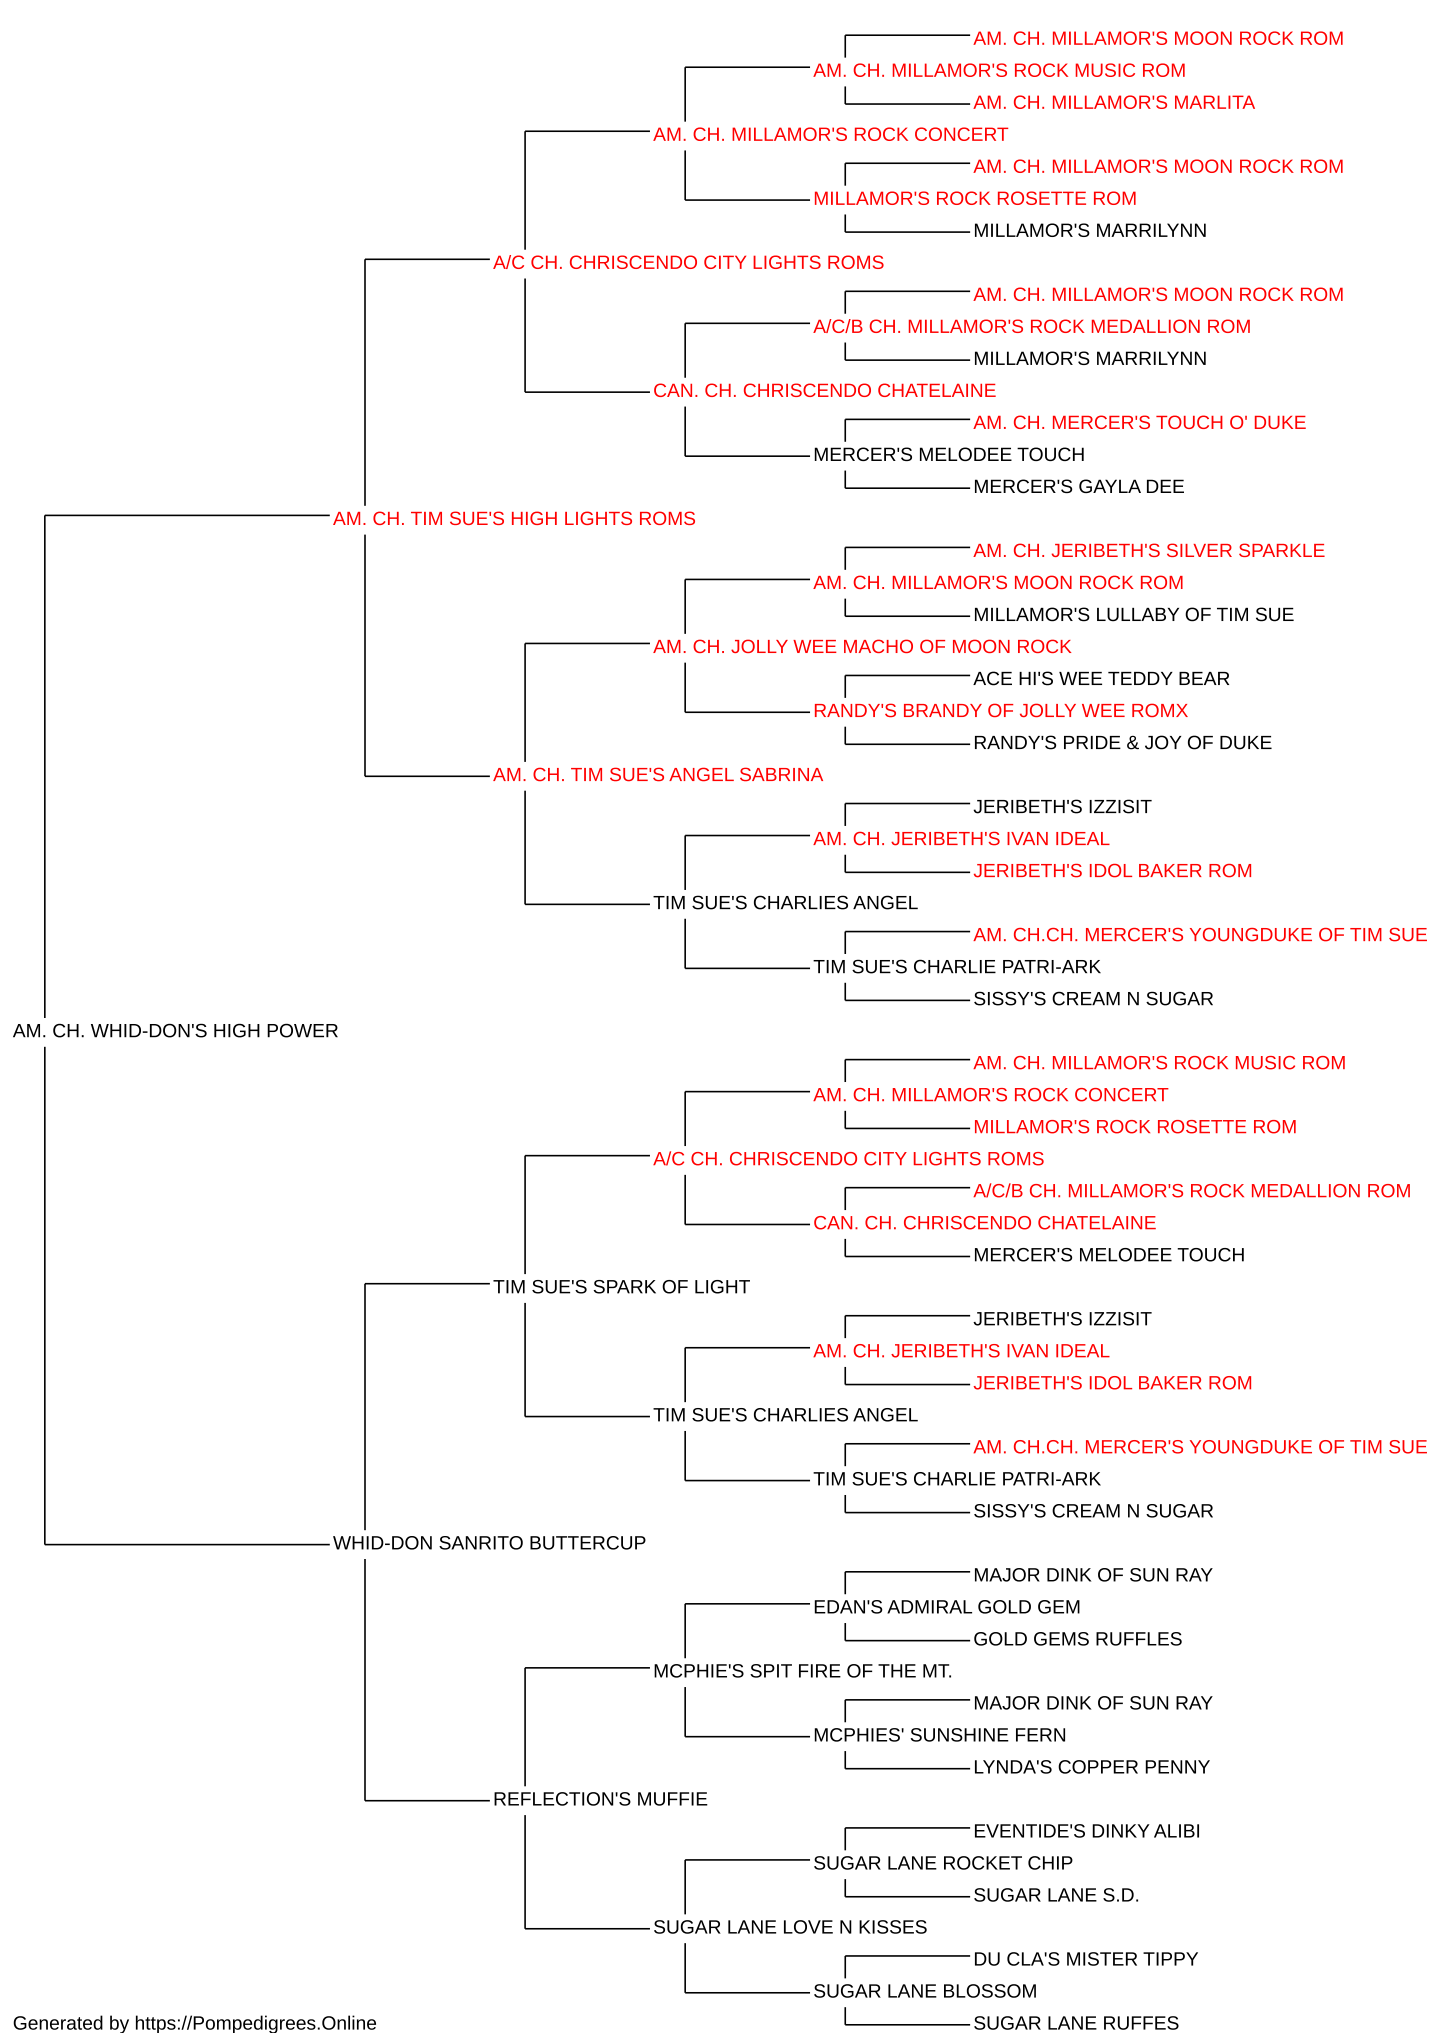 AM. CH. MILLAMOR'S MOON ROCK ROM
AM. CH. MILLAMOR'S ROCK MUSIC ROM
AM. CH. MILLAMOR'S MARLITA
AM. CH. MILLAMOR'S ROCK CONCERT
AM. CH. MILLAMOR'S MOON ROCK ROM
MILLAMOR'S ROCK ROSETTE ROM
MILLAMOR'S MARRILYNN
A/C CH. CHRISCENDO CITY LIGHTS ROMS
AM. CH. MILLAMOR'S MOON ROCK ROM
A/C/B CH. MILLAMOR'S ROCK MEDALLION ROM
MILLAMOR'S MARRILYNN
CAN. CH. CHRISCENDO CHATELAINE
AM. CH. MERCER'S TOUCH O' DUKE
MERCER'S MELODEE TOUCH
MERCER'S GAYLA DEE
AM. CH. TIM SUE'S HIGH LIGHTS ROMS
AM. CH. JERIBETH'S SILVER SPARKLE
AM. CH. MILLAMOR'S MOON ROCK ROM
MILLAMOR'S LULLABY OF TIM SUE
AM. CH. JOLLY WEE MACHO OF MOON ROCK
ACE HI'S WEE TEDDY BEAR
RANDY'S BRANDY OF JOLLY WEE ROMX
RANDY'S PRIDE & JOY OF DUKE
AM. CH. TIM SUE'S ANGEL SABRINA
JERIBETH'S IZZISIT
AM. CH. JERIBETH'S IVAN IDEAL
JERIBETH'S IDOL BAKER ROM
TIM SUE'S CHARLIES ANGEL
AM. CH.CH. MERCER'S YOUNGDUKE OF TIM SUE
TIM SUE'S CHARLIE PATRI-ARK
SISSY'S CREAM N SUGAR
AM. CH. WHID-DON'S HIGH POWER
AM. CH. MILLAMOR'S ROCK MUSIC ROM
AM. CH. MILLAMOR'S ROCK CONCERT
MILLAMOR'S ROCK ROSETTE ROM
A/C CH. CHRISCENDO CITY LIGHTS ROMS
A/C/B CH. MILLAMOR'S ROCK MEDALLION ROM
CAN. CH. CHRISCENDO CHATELAINE
MERCER'S MELODEE TOUCH
TIM SUE'S SPARK OF LIGHT
JERIBETH'S IZZISIT
AM. CH. JERIBETH'S IVAN IDEAL
JERIBETH'S IDOL BAKER ROM
TIM SUE'S CHARLIES ANGEL
AM. CH.CH. MERCER'S YOUNGDUKE OF TIM SUE
TIM SUE'S CHARLIE PATRI-ARK
SISSY'S CREAM N SUGAR
WHID-DON SANRITO BUTTERCUP
MAJOR DINK OF SUN RAY
EDAN'S ADMIRAL GOLD GEM
GOLD GEMS RUFFLES
MCPHIE'S SPIT FIRE OF THE MT.
MAJOR DINK OF SUN RAY
MCPHIES' SUNSHINE FERN
LYNDA'S COPPER PENNY
REFLECTION'S MUFFIE
EVENTIDE'S DINKY ALIBI
SUGAR LANE ROCKET CHIP
SUGAR LANE S.D.
SUGAR LANE LOVE N KISSES
DU CLA'S MISTER TIPPY
SUGAR LANE BLOSSOM
SUGAR LANE RUFFES
Generated by https://Pompedigrees.Online